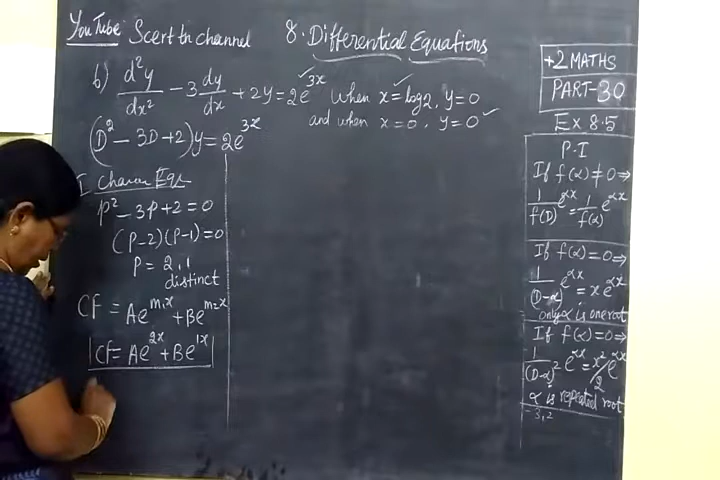 YouTube Scert tn channel
8. Differential Equations
b) d²y/dx² - 3 dy/dx + 2y = 2e^3x When x = log2, y = 0
and when x = 0, y = 0
(D² - 3D + 2)y = 2e^3x
I Charac Eqn
p² - 3p + 2 = 0
(p-2)(p-1) = 0
p = 2, 1
distinct
CF = Ae^m₁x + Be^m₂x
CF = Ae^2x + Be^1x
+2 MATHS
PART-30
Ex 8.5
P.I
If f(α) ≠ 0 ⇒
1/f(D) e^αx = 1/f(α) e^αx
If f(α) = 0 ⇒
1/(D-α) e^αx = x e^αx
only α is one root
If f(α) = 0 ⇒
1/(D-α)² e^αx = x²/2 e^αx
α is repeated root
-3, 2